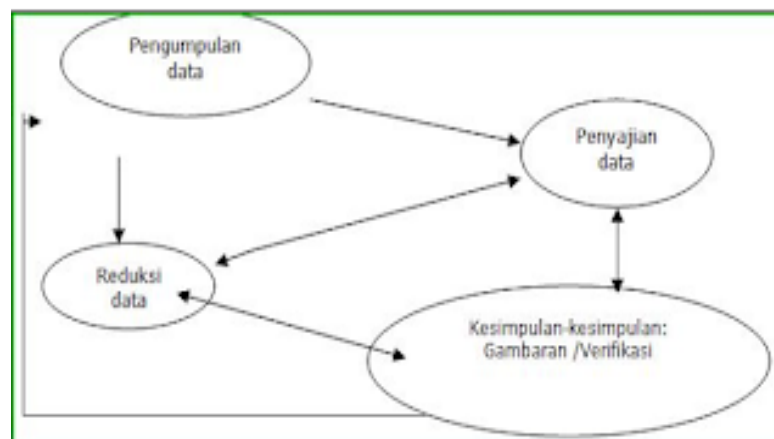 Pengumpulan
data
Penyajian
data
Reduksi
data
Kesimpulan-kesimpulan:
Gambaran /Verifikasi